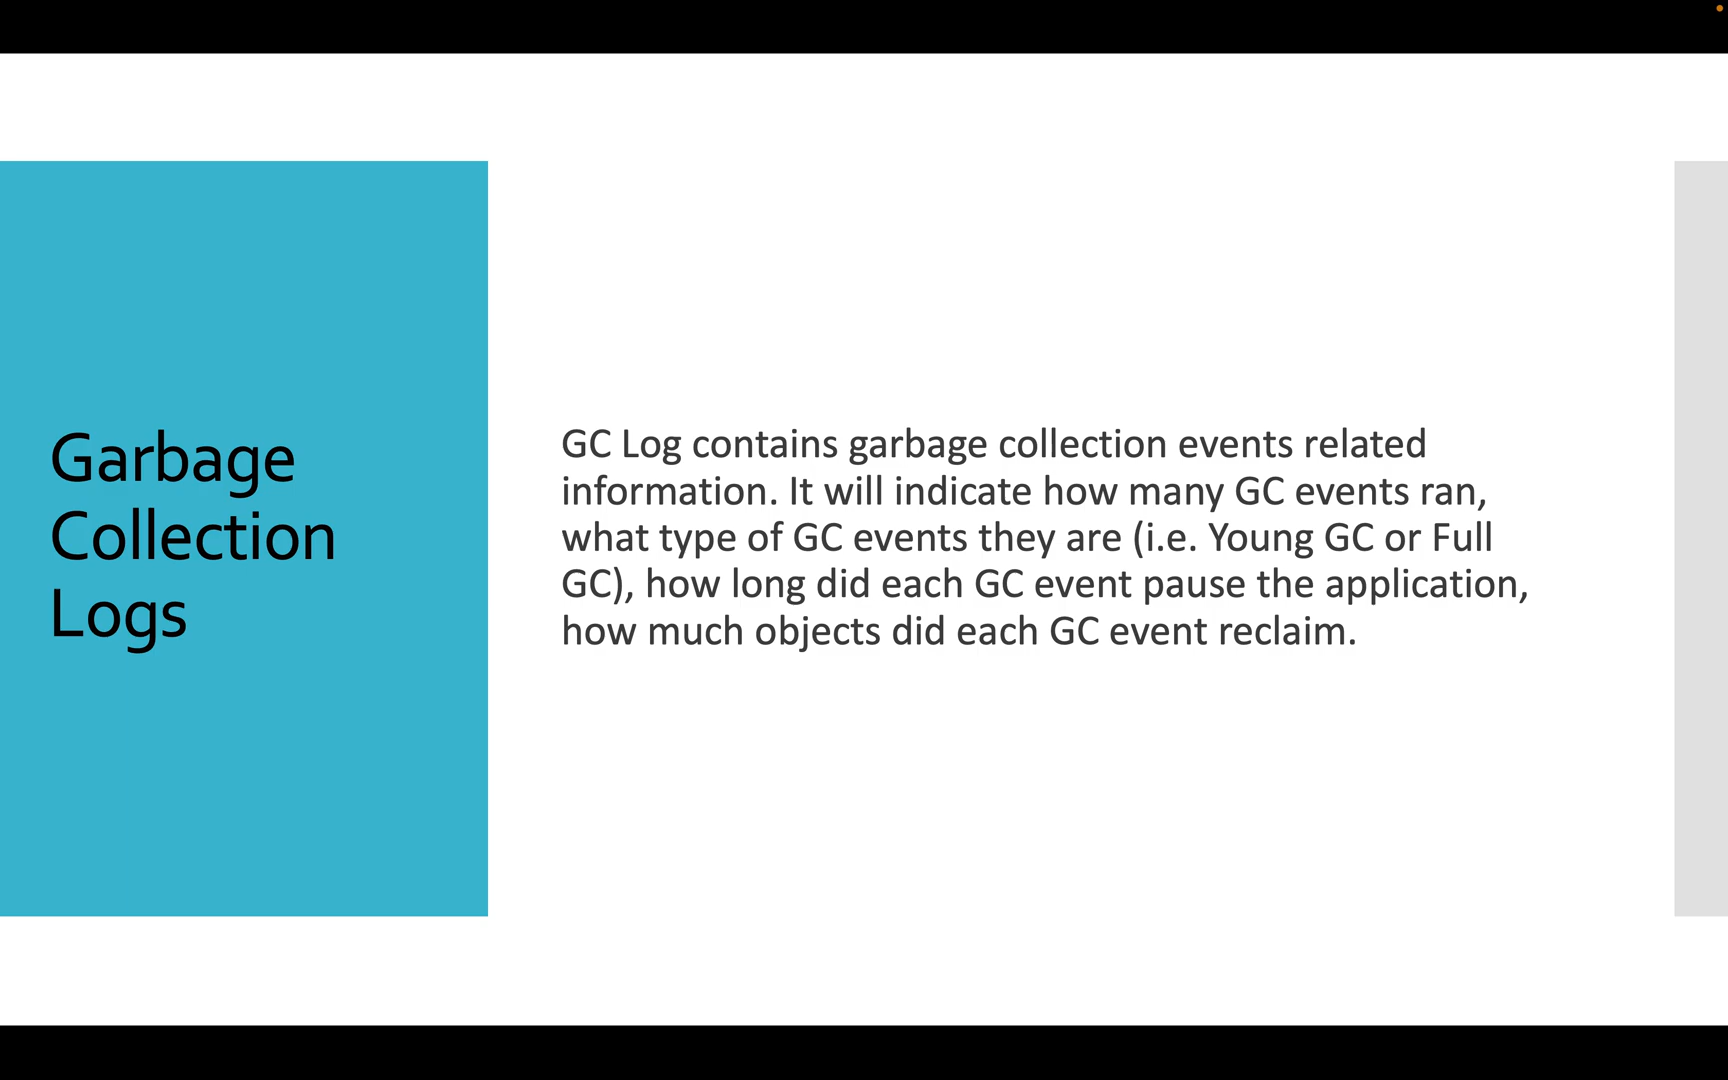 Garbage
Collection
Logs
GC Log contains garbage collection events related
information. It will indicate how many GC events ran,
what type of GC events they are (i.e. Young GC or Full
GC), how long did each GC event pause the application,
how much objects did each GC event reclaim.